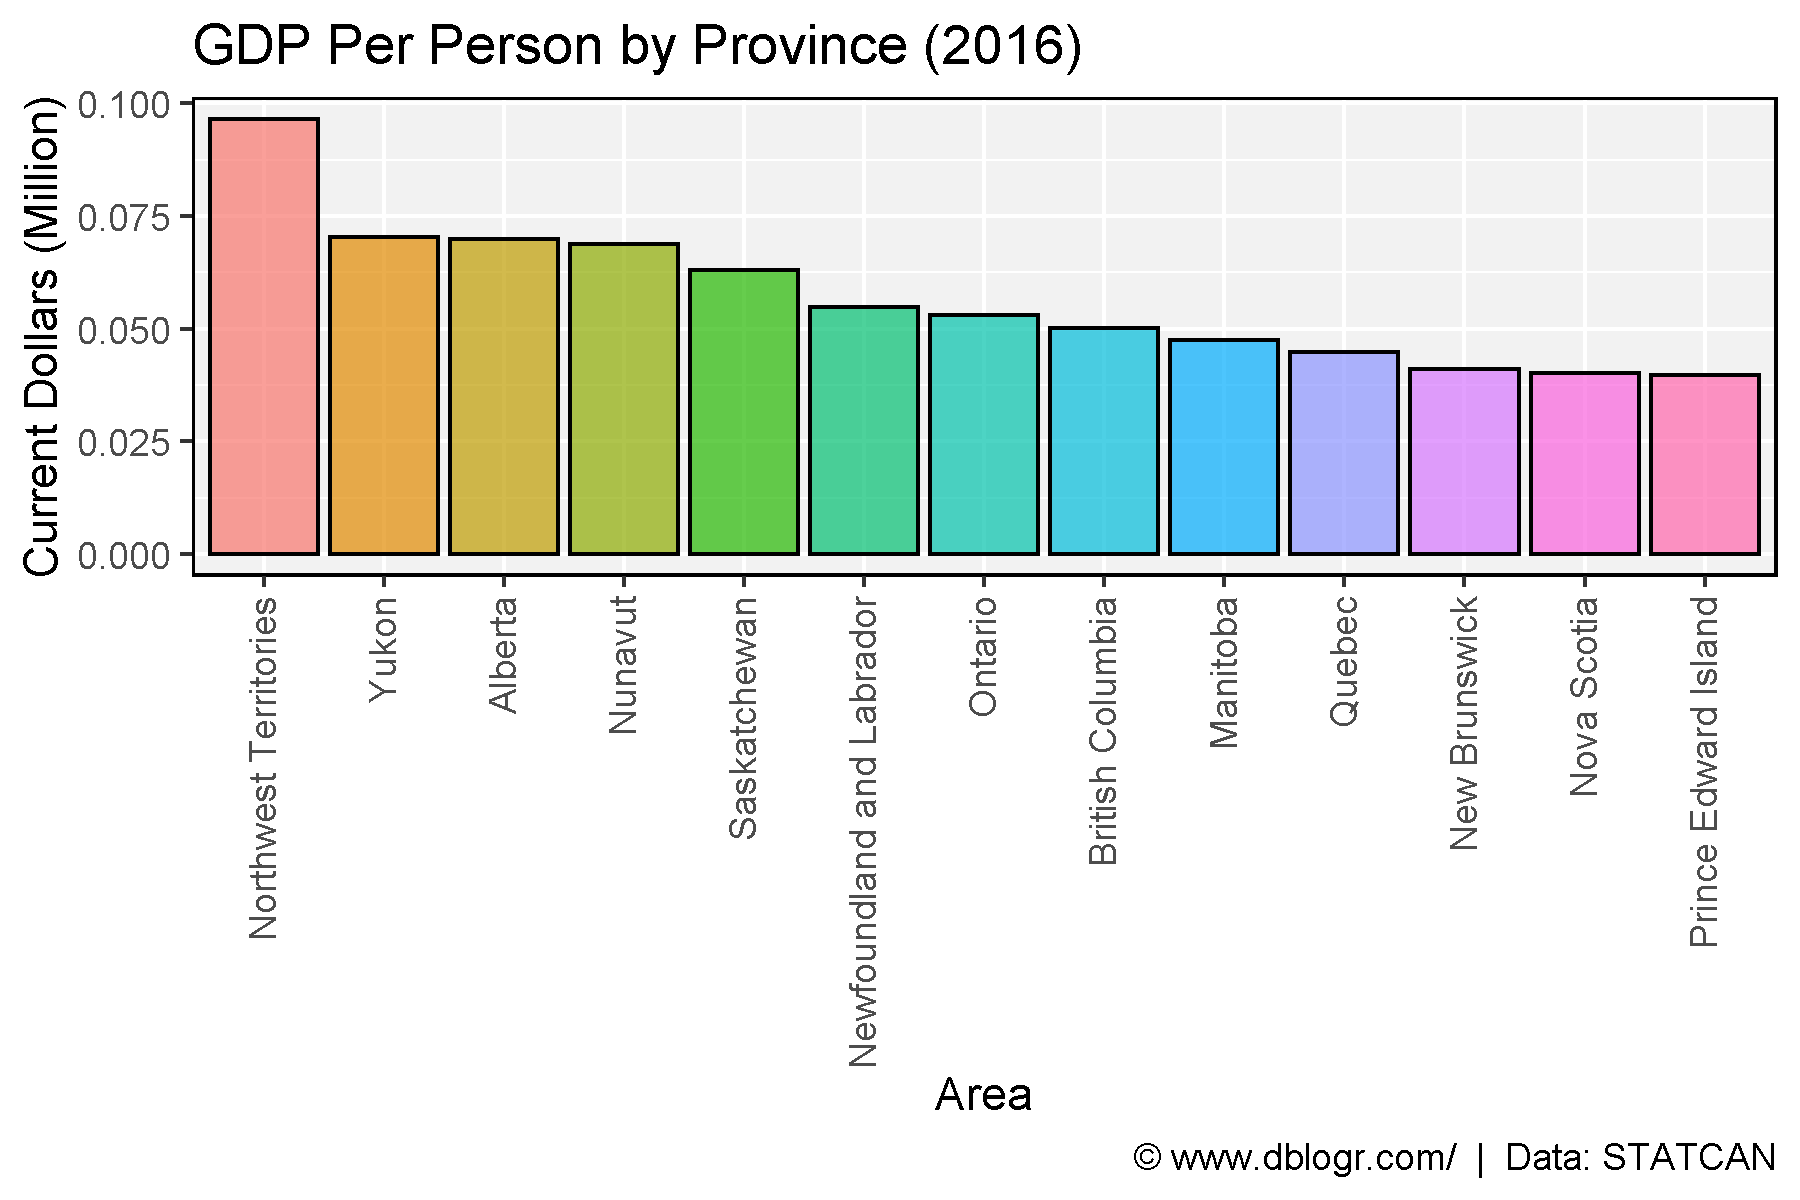 GDP Per Person by Province (2016)
Current Dollars (Million)
0.100
0.075
0.050
0.025
0.000
Northwest Territories
Yukon
Alberta
Nunavut
Saskatchewan
Newfoundland and Labrador
Ontario
British Columbia
Manitoba
Quebec
New Brunswick
Nova Scotia
Prince Edward Island
Area
© www.dblogr.com/ | Data: STATCAN